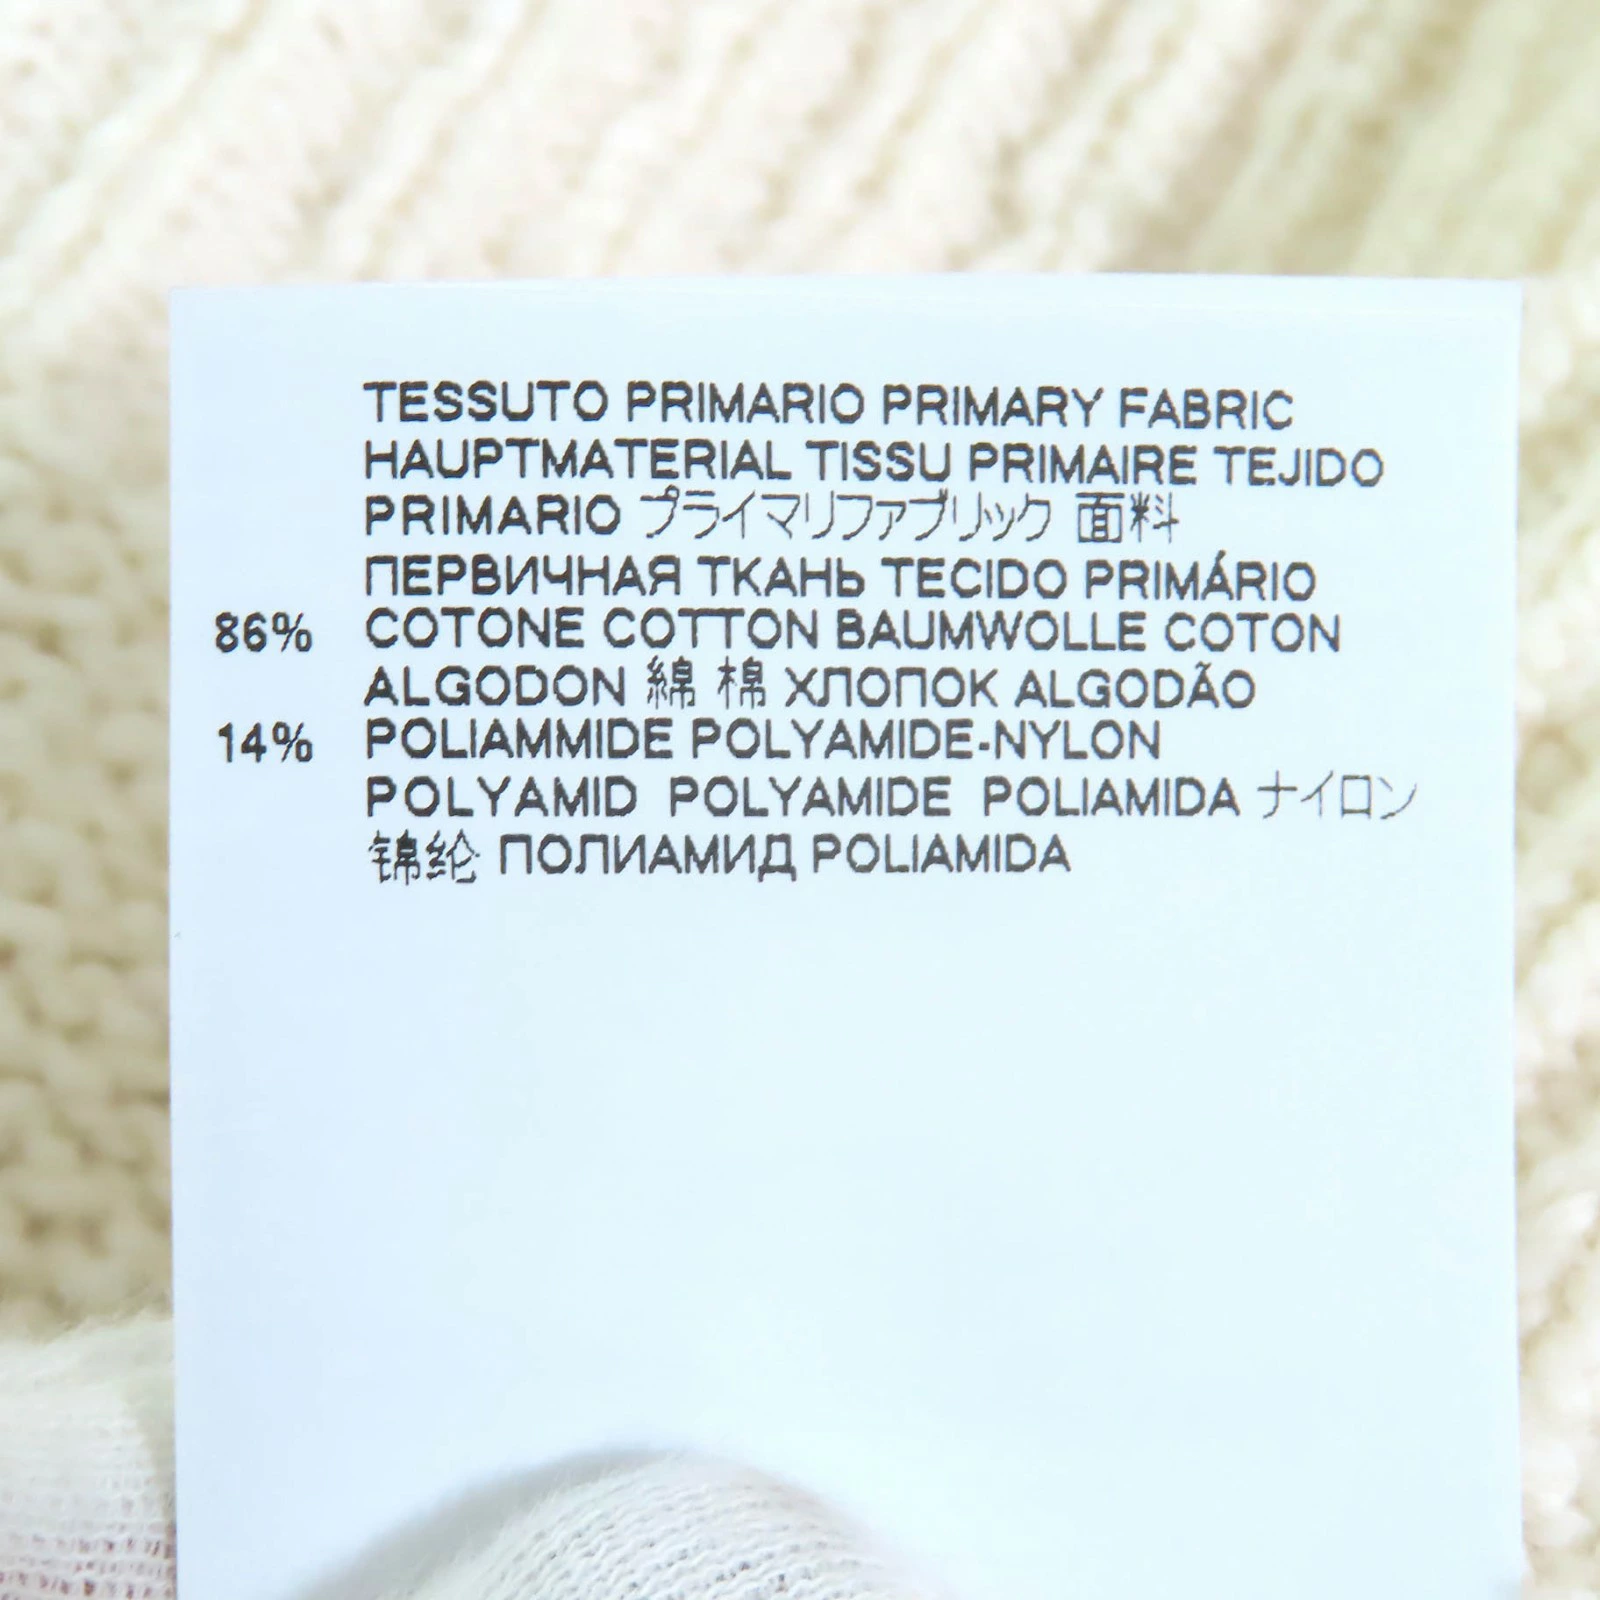 TESSUTO PRIMARIO PRIMARY FABRIC
HAUPTMATERIAL TISSU PRIMAIRE TEJIDO
PRIMARIO プライマリファブリック 面料
ПЕРВИЧНАЯ ТКАНЬ TECIDO PRIMÁRIO
86% COTONE COTTON BAUMWOLLE COTON
ALGODON 綿 棉 ХЛОПОК ALGODÃO
14% POLIAMMIDE POLYAMIDE-NYLON
POLYAMID POLYAMIDE POLIAMIDA ナイロン
锦纶 ПОЛИАМИД POLIAMIDA